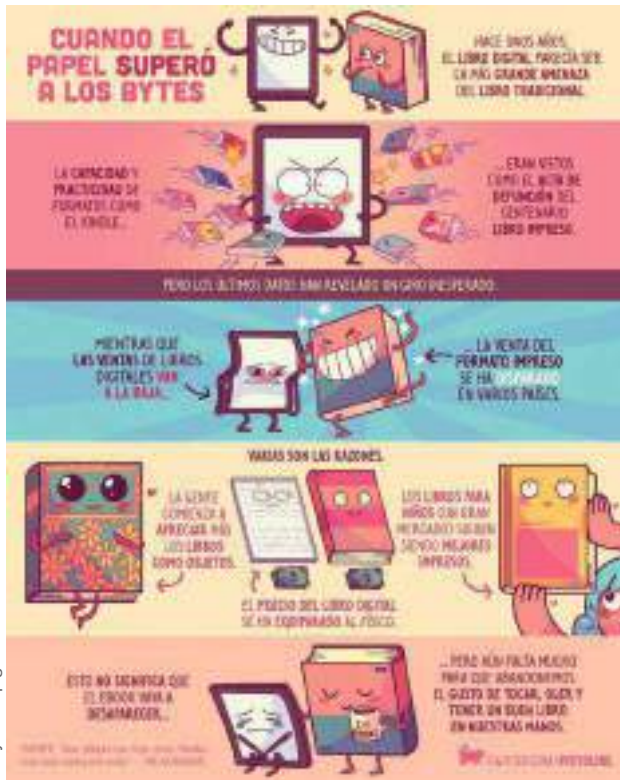 CUANDO EL
PAPEL SUPERÓ
A LOS BYTES
HACE UNOS AÑOS,
EL LIBRO DIGITAL PARECÍA SER
LA MÁS GRANDE AMENAZA
DEL LIBRO TRADICIONAL
LA CAPACIDAD Y
PRACTICIDAD DE
FORMATOS COMO
EL KINDLE...
...ERAN VISTOS
COMO EL ACTA DE
DEFUNCIÓN DEL
CENTENARIO
LIBRO IMPRESO.
PERO LOS ÚLTIMOS DATOS HAN REVELADO UN GIRO INESPERADO:
MIENTRAS QUE
LAS VENTAS DE LIBROS
DIGITALES VAN
A LA BAJA...
...LA VENTA DEL
FORMATO IMPRESO
SE HA DISPARADO
EN VARIOS PAÍSES.
VARIAS SON LAS RAZONES.
LA GENTE
COMIENZA A
APRECIAR MÁS
LOS LIBROS
COMO OBJETOS.
EL PRECIO DEL LIBRO DIGITAL
SE HA EQUIPARADO AL FÍSICO.
LOS LIBROS PARA
NIÑOS (UN GRAN
MERCADO) SIGUEN
SIENDO MEJORES
IMPRESOS.
ESTO NO SIGNIFICA QUE
EL EBOOK VAYA A
DESAPARECER...
...PERO AÚN FALTA MUCHO
PARA QUE ABANDONEMOS
EL GUSTO DE TOCAR, OLER Y
TENER UN BUEN LIBRO
EN NUESTRAS MANOS.